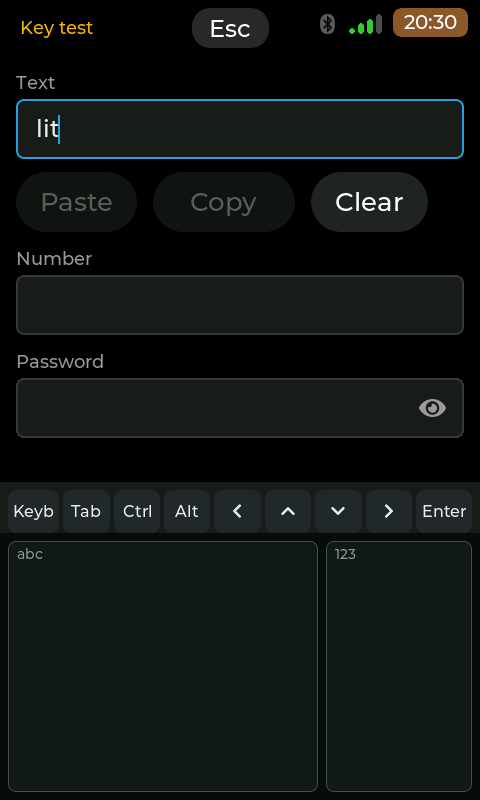 Key test Esc 20:30
Text
lit
Paste Copy Clear
Number
Password
Keyb Tab Ctrl Alt Enter
abc 123